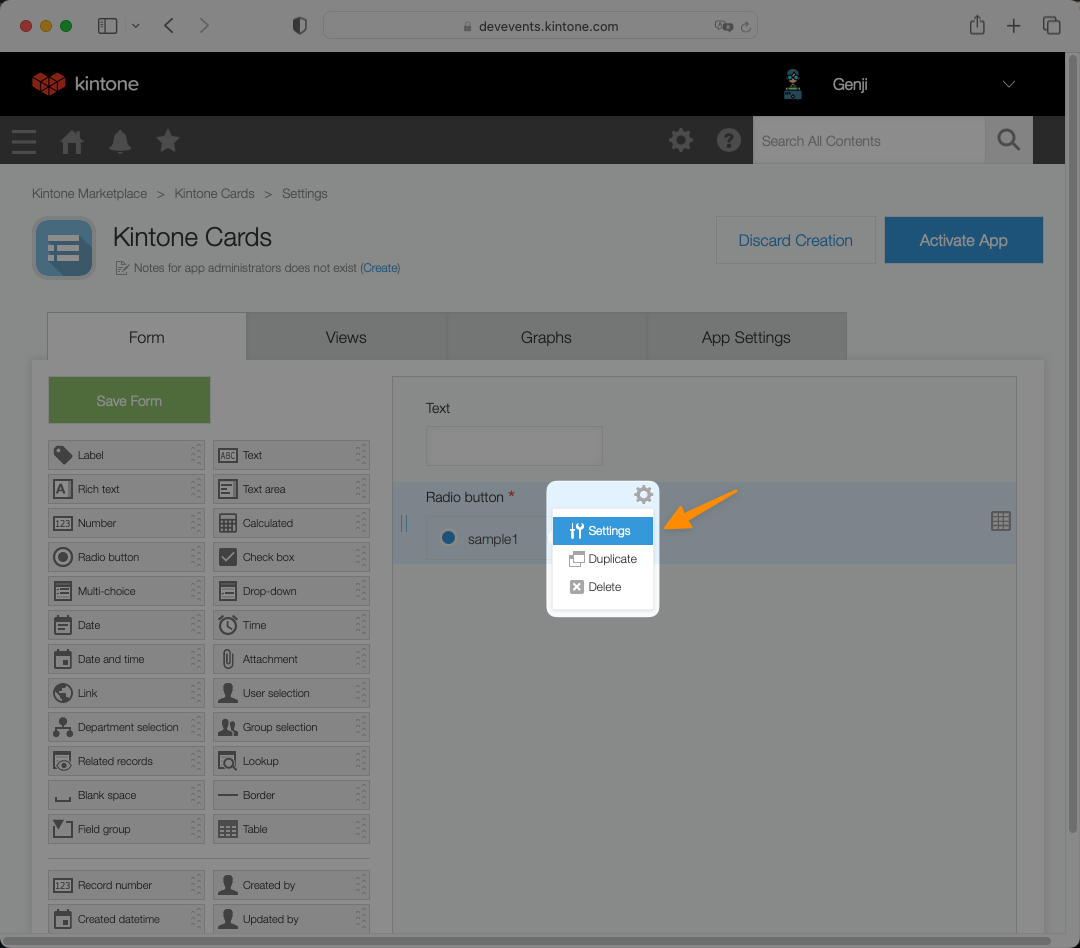 devevents.kintone.com
kintone
Genji
Search All Contents
Kintone Marketplace > Kintone Cards > Settings
Kintone Cards
Notes for app administrators does not exist (Create)
Discard Creation
Activate App
Form
Views
Graphs
App Settings
Save Form
Label
ABC Text
A Rich text
Text area
123 Number
Calculated
Radio button
Check box
Multi-choice
Drop-down
Date
Time
Date and time
Attachment
Link
User selection
Department selection
Group selection
Related records
Lookup
Blank space
Border
Field group
Table
123 Record number
Created by
Created datetime
Updated by
Text
Radio button *
sample1
Settings
Duplicate
Delete